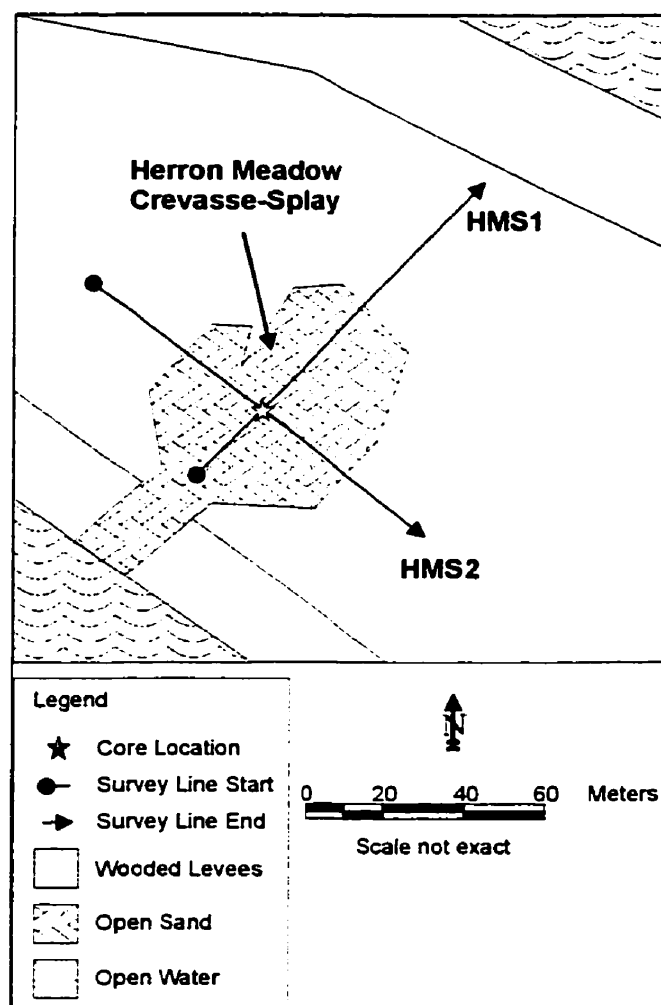 Herron Meadow
Crevasse-Splay
HMS1
HMS2
Legend
Core Location
Survey Line Start
Survey Line End
Wooded Levees
Open Sand
Open Water
N
0 20 40 60 Meters
Scale not exact